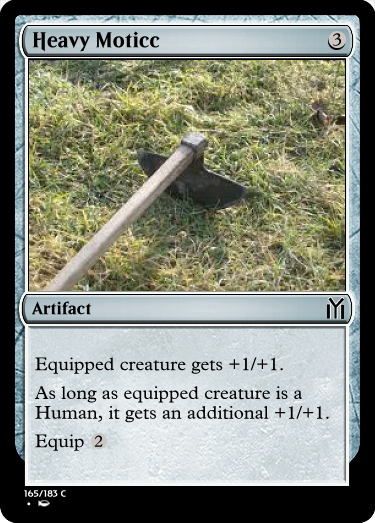 Heavy Moticc 3
Artifact
Equipped creature gets +1/+1.
As long as equipped creature is a
Human, it gets an additional +1/+1.
Equip 2
165/183 C